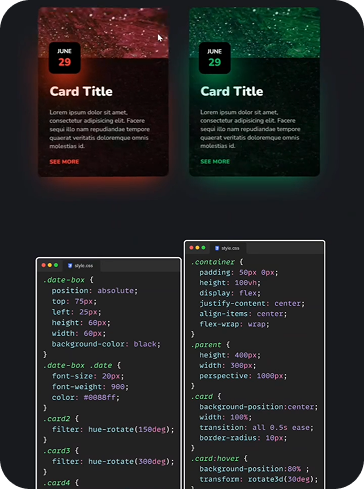 JUNE
29
Card Title
Lorem ipsum dolor sit amet,
consectetur adipisicing elit. Facere
sequi illo nam repudiandae tempore
quaerat veritatis doloremque omnis
molestias id.
SEE MORE
JUNE
29
Card Title
Lorem ipsum dolor sit amet,
consectetur adipisicing elit. Facere
sequi illo nam repudiandae tempore
quaerat veritatis doloremque omnis
molestias id.
SEE MORE
style.css
.date-box {
position: absolute;
top: 75px;
left: 25px;
height: 60px;
width: 60px;
background-color: black;
}
.date-box .date {
font-size: 20px;
font-weight: 900;
color: #0088ff;
}
.card2 {
filter: hue-rotate(150deg);
}
.card3 {
filter: hue-rotate(300deg);
}
.card4 {
style.css
.container {
padding: 50px 0px;
height: 100vh;
display: flex;
justify-content: center;
align-items: center;
flex-wrap: wrap;
}
.parent {
height: 400px;
width: 300px;
perspective: 1000px;
}
.card {
background-position:center;
width: 100%;
transition: all 0.5s ease;
border-radius: 10px;
}
.card:hover {
background-position:80% ;
transform: rotate3d(30deg);